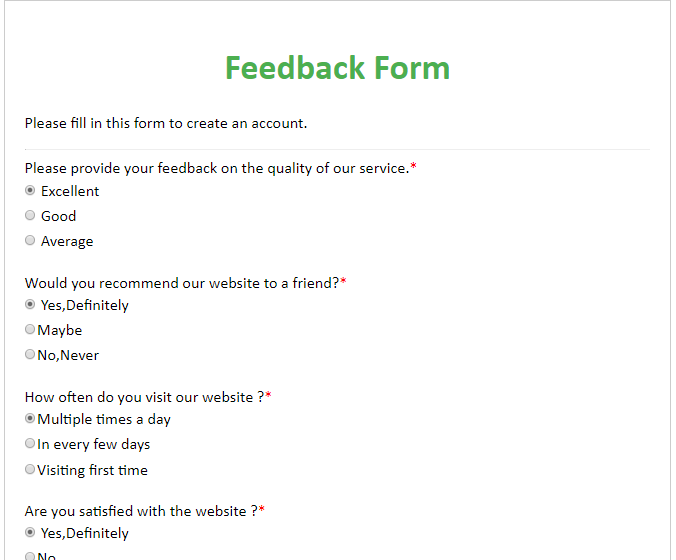 Feedback Form
Please fill in this form to create an account.
Please provide your feedback on the quality of our service.*
Excellent
Good
Average
Would you recommend our website to a friend?*
Yes,Definitely
Maybe
No,Never
How often do you visit our website ?*
Multiple times a day
In every few days
Visiting first time
Are you satisfied with the website ?*
Yes,Definitely
No